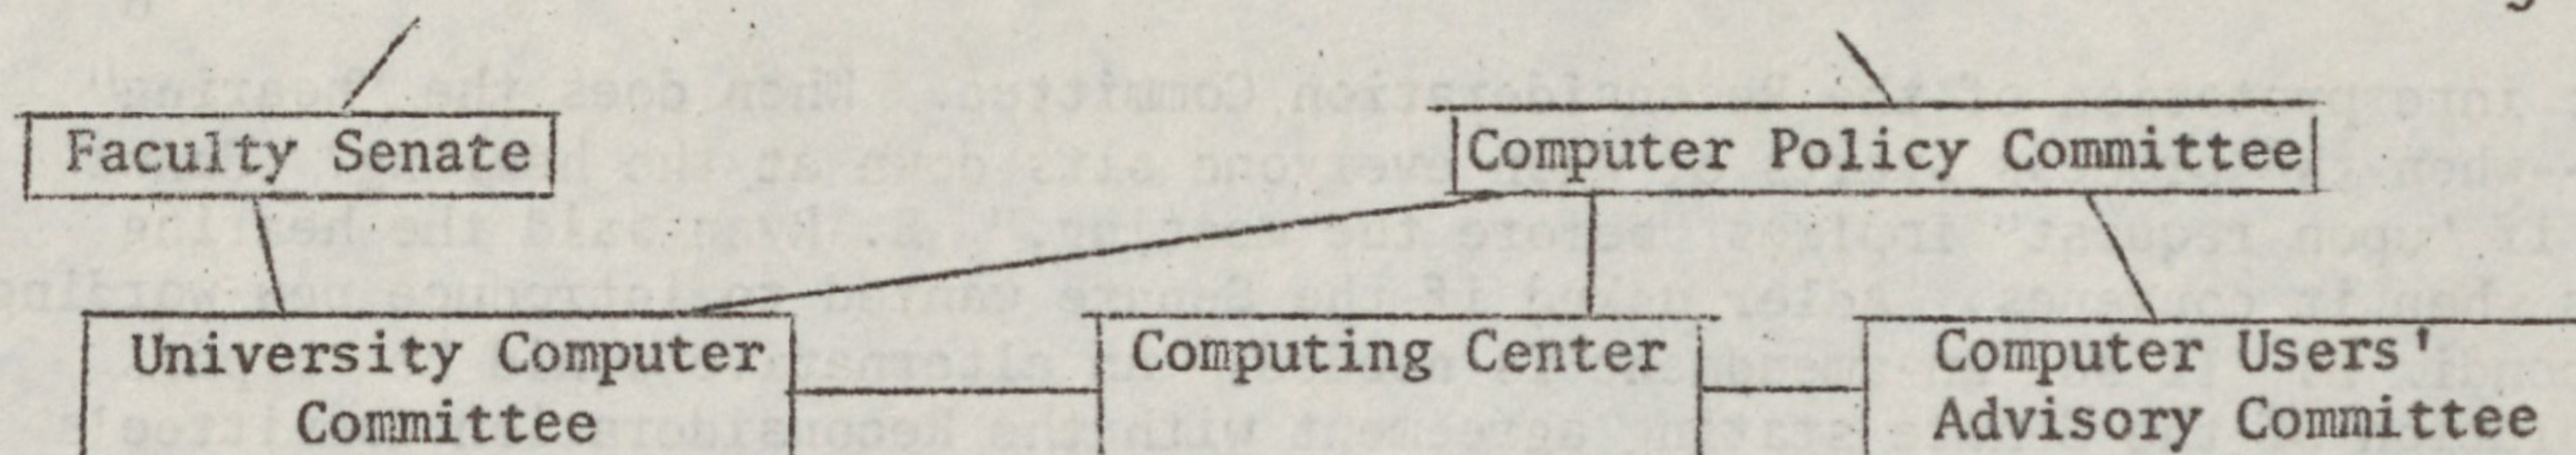 Faculty Senate
Computer Policy Committee
University Computer
Committee
Computing Center
Computer Users'
Advisory Committee